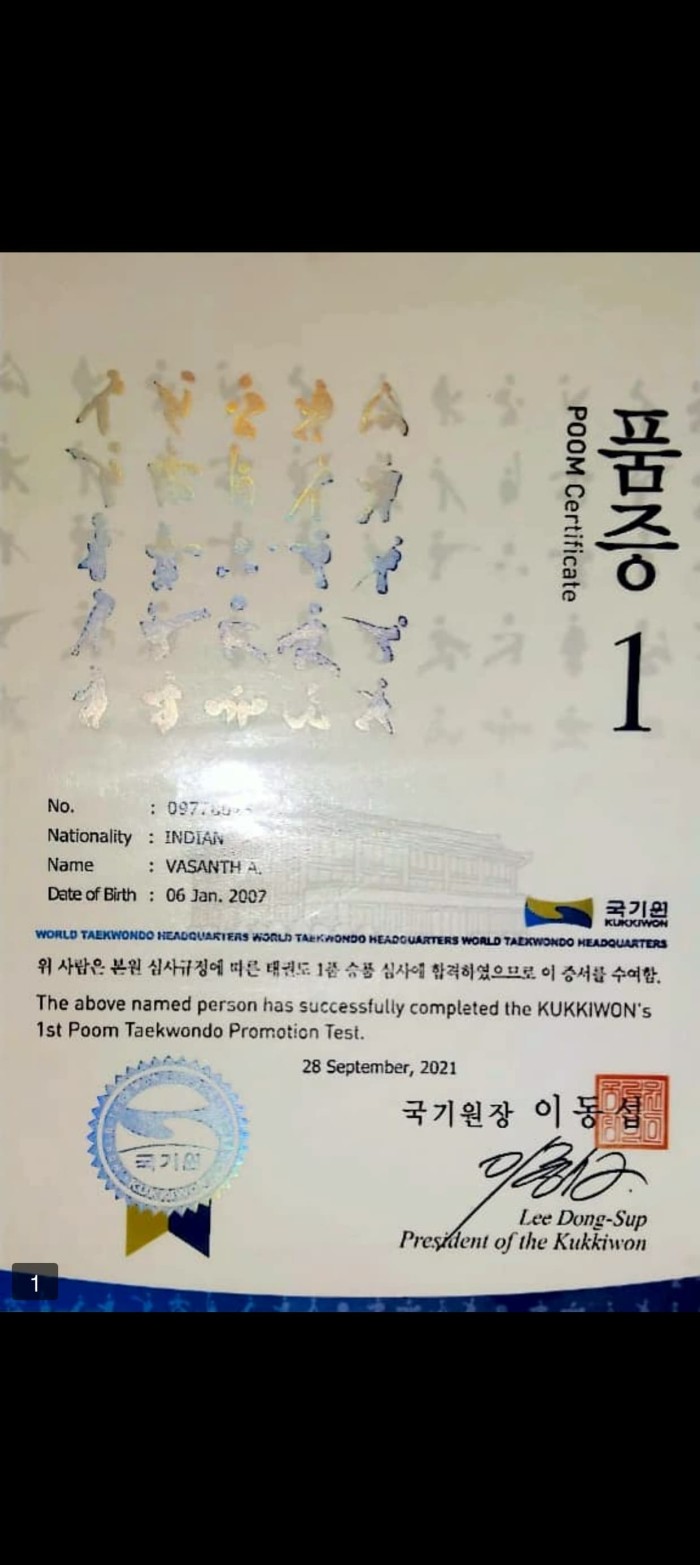 품증 1
POOM Certificate
No. :
Nationality : INDIAN
Name : VASANTH A.
Date of Birth : 06 Jan. 2007
국기원
KUKKIWON
WORLD TAEKWONDO HEADQUARTERS WORLD TAEKWONDO HEADQUARTERS WORLD TAEKWONDO HEADQUARTERS
위 사람은 본원 심사규정에 따른 태권도 1품 승품 심사에 합격하였으므로 이 증서를 수여함.
The above named person has successfully completed the KUKKIWON's
1st Poom Taekwondo Promotion Test.
28 September, 2021
국기원장 이동섭
국기원
KUKKIWON
Lee Dong-Sup
President of the Kukkiwon
1